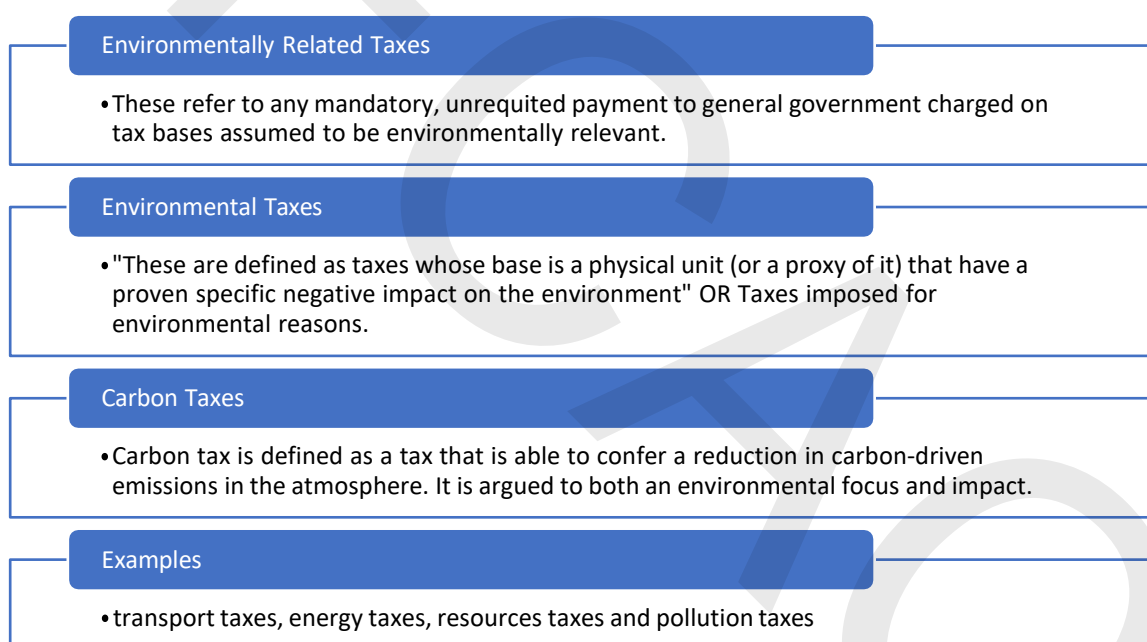 Environmentally Related Taxes
•These refer to any mandatory, unrequited payment to general government charged on
tax bases assumed to be environmentally relevant.
Environmental Taxes
•"These are defined as taxes whose base is a physical unit (or a proxy of it) that have a
proven specific negative impact on the environment" OR Taxes imposed for
environmental reasons.
Carbon Taxes
•Carbon tax is defined as a tax that is able to confer a reduction in carbon-driven
emissions in the atmosphere. It is argued to both an environmental focus and impact.
Examples
•transport taxes, energy taxes, resources taxes and pollution taxes